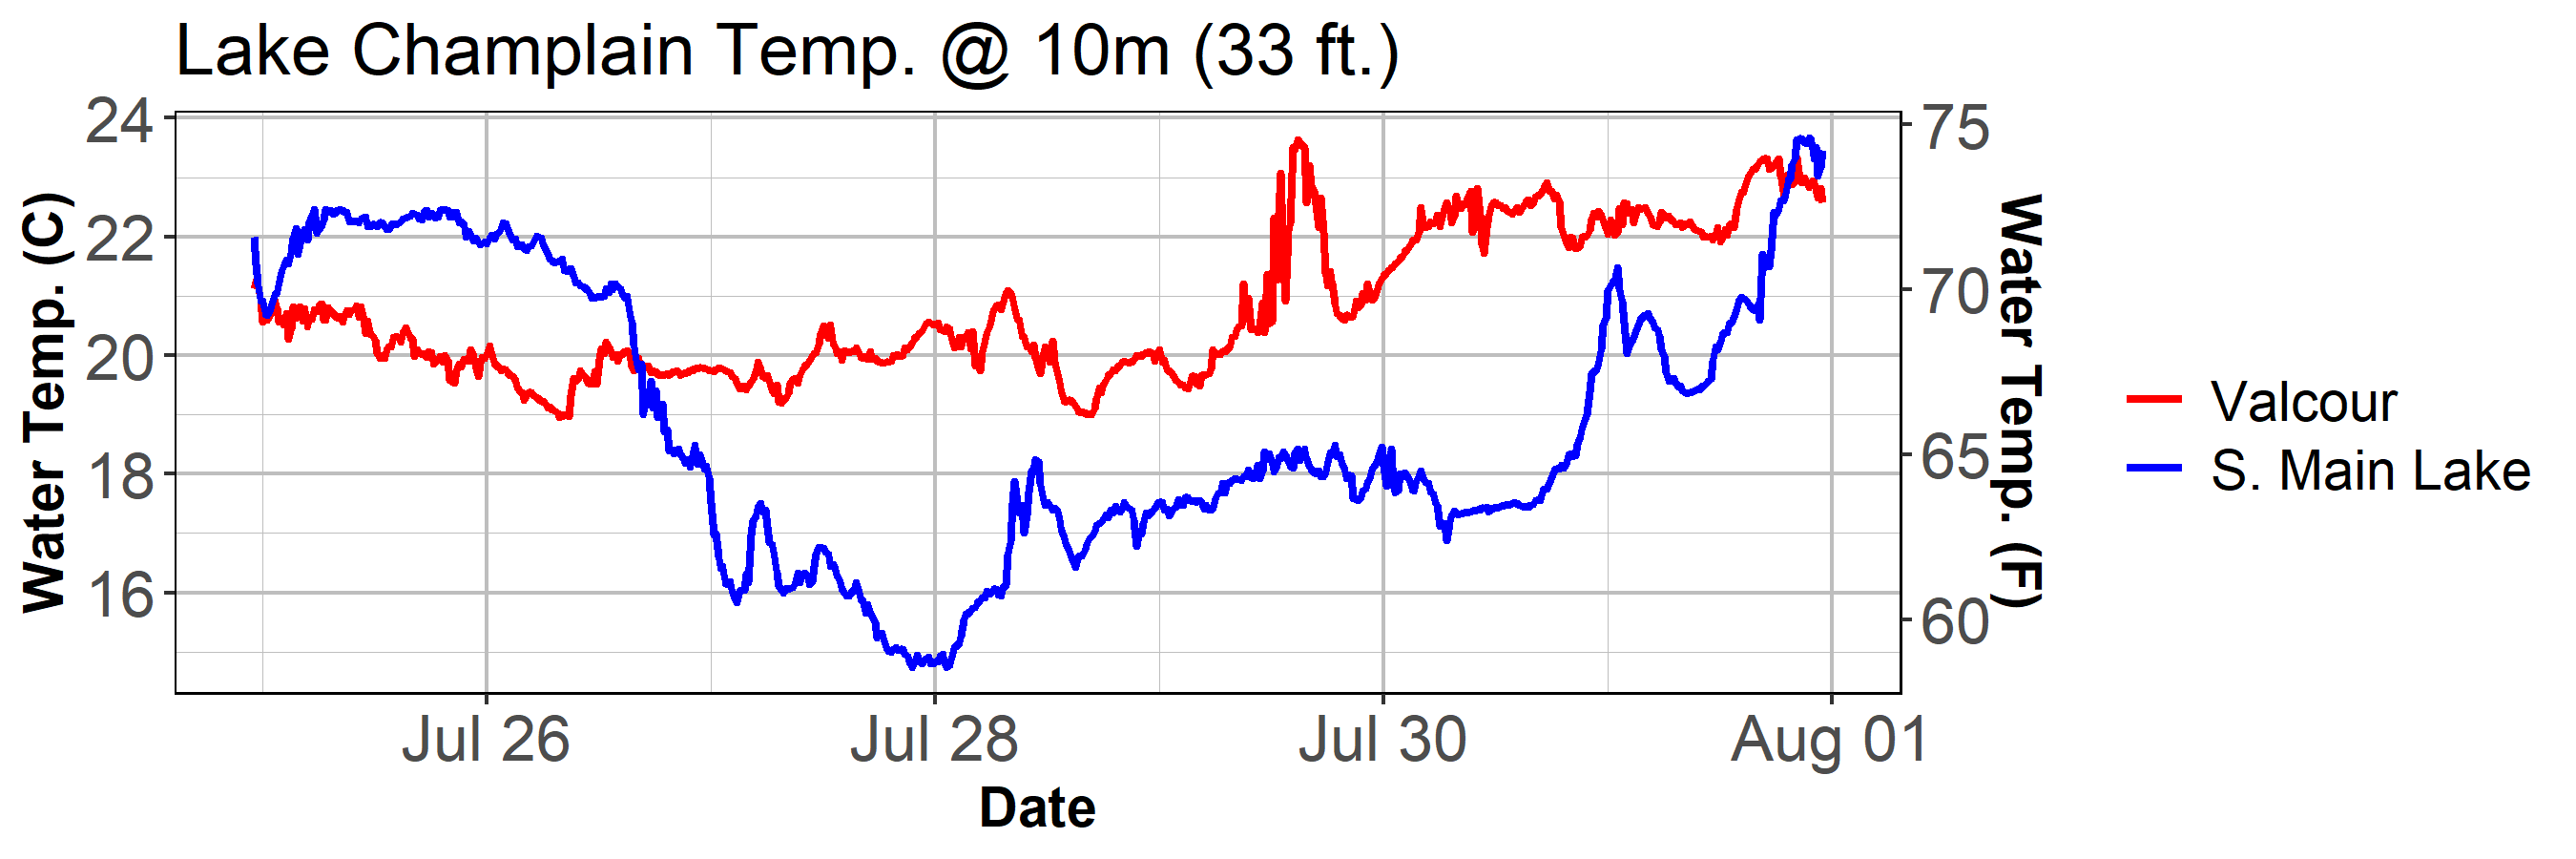 Lake Champlain Temp. @ 10m (33 ft.)
Water Temp. (C)
24
22
20
18
16
75
70
65
60
Water Temp. (F)
Jul 26
Jul 28
Jul 30
Aug 01
Date
Valcour
S. Main Lake